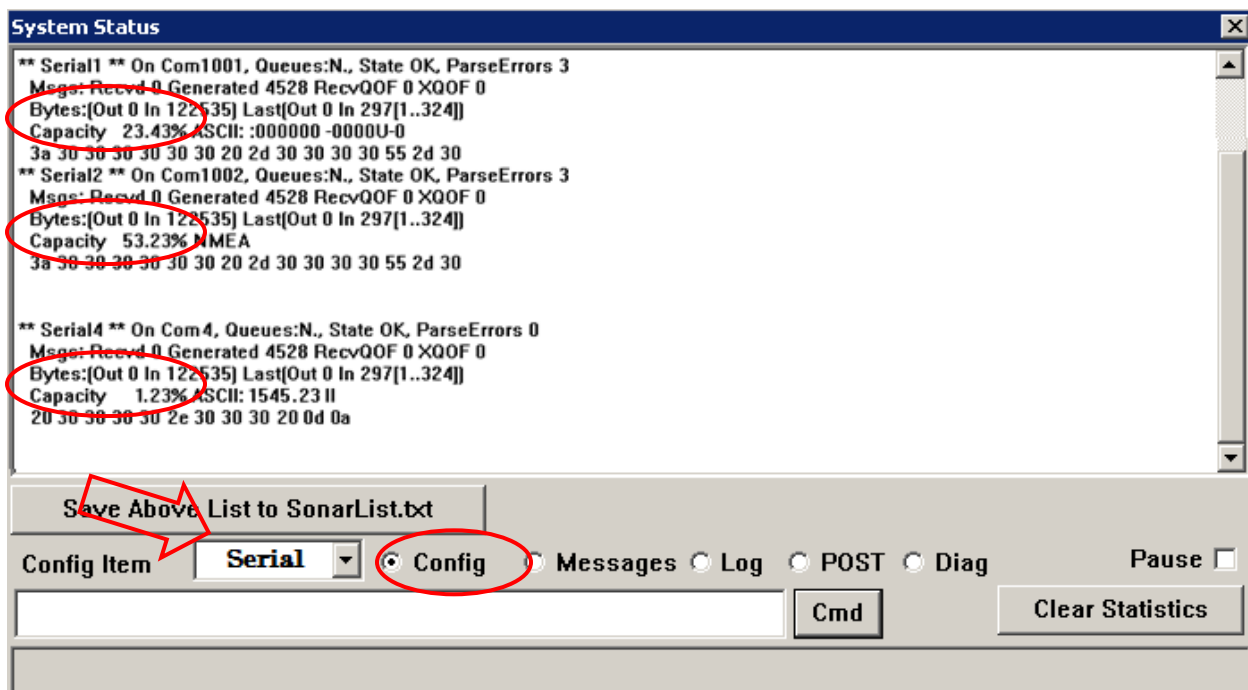 System Status
** Serial1 ** On Com1001, Queues:N., State OK, ParseErrors 3
Msgs: Recvd 0 Generated 4528 RecvQOF 0 XQOF 0
Bytes:[Out 0 In 122535] Last[Out 0 In 297[1..324]]
Capacity 23.43% ASCII: :000000 -0000U-0
3a 30 30 30 30 30 30 20 2d 30 30 30 30 55 2d 30
** Serial2 ** On Com1002, Queues:N., State OK, ParseErrors 3
Msgs: Recvd 0 Generated 4528 RecvQOF 0 XQOF 0
Bytes:[Out 0 In 122535] Last[Out 0 In 297[1..324]]
Capacity 53.23% NMEA
3a 30 30 30 30 30 30 20 2d 30 30 30 30 55 2d 30
** Serial4 ** On Com4, Queues:N., State OK, ParseErrors 0
Msgs: Recvd 0 Generated 4528 RecvQOF 0 XQOF 0
Bytes:[Out 0 In 122535] Last[Out 0 In 297[1..324]]
Capacity 1.23% ASCII: 1545.23 II
20 30 30 30 30 2e 30 30 30 20 0d 0a
Save Above List to SonarList.txt
Config Item Serial Config Messages Log POST Diag Pause
Cmd Clear Statistics